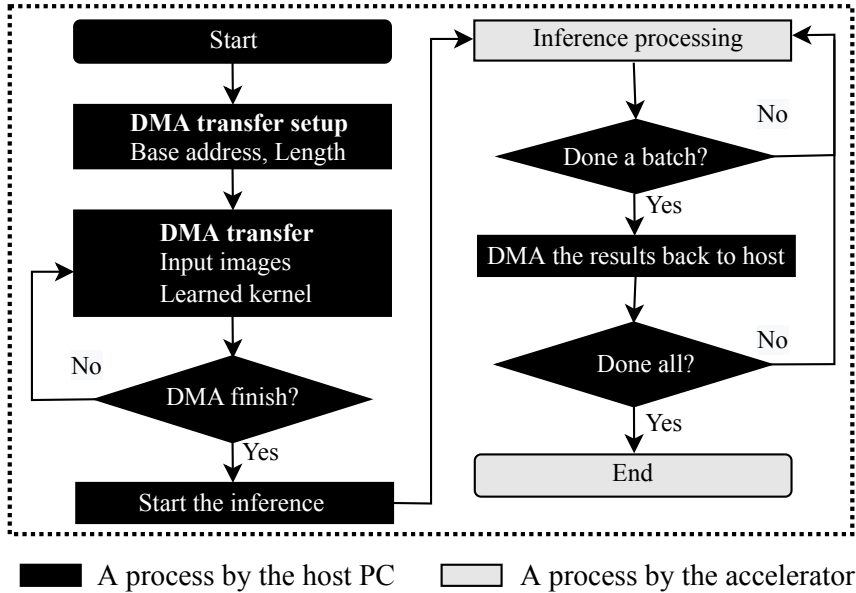 Start
DMA transfer setup
Base address, Length
DMA transfer
Input images
Learned kernel
No
DMA finish?
Yes
Start the inference
Inference processing
No
Done a batch?
Yes
DMA the results back to host
No
Done all?
Yes
End
A process by the host PC
A process by the accelerator